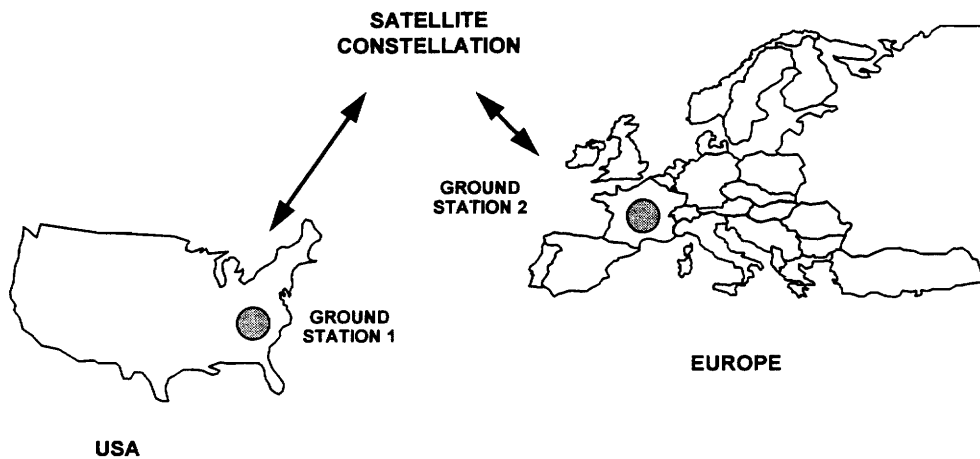 SATELLITE
CONSTELLATION
GROUND
STATION 2
GROUND
STATION 1
EUROPE
USA